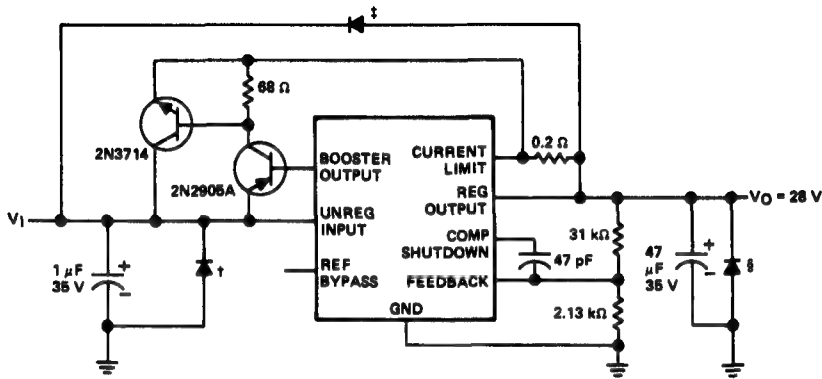 ‡
68 Ω
2N3714
2N2905A
BOOSTER
OUTPUT
CURRENT
LIMIT
0.2 Ω
REG
OUTPUT
VO = 28 V
VI
UNREG
INPUT
COMP
SHUTDOWN
31 kΩ
47 pF
47
μF
35 V
§
1 μF
35 V
†
REF
BYPASS
FEEDBACK
GND
2.13 kΩ
+
−
+
−